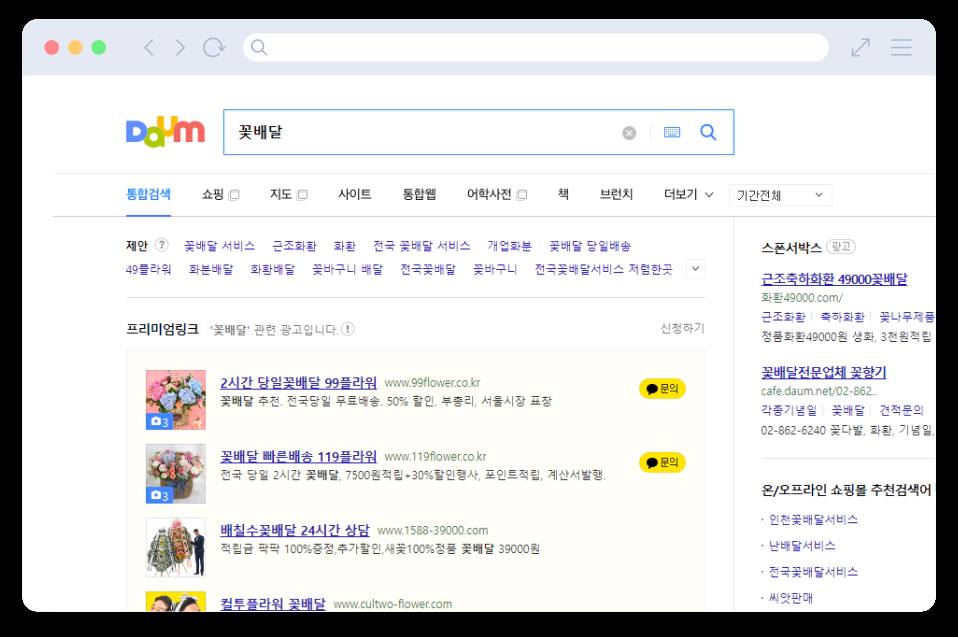 Daum
꽃배달
통합검색 쇼핑 지도 사이트 통합웹 어학사전 책 브런치 더보기 기간전체
제안 ? 꽃배달 서비스 근조화환 화환 전국 꽃배달 서비스 개업화분 꽃배달 당일배송
49플라워 화분배달 화환배달 꽃바구니 배달 전국꽃배달 꽃바구니 전국꽃배달서비스 저렴한곳
프리미엄링크 '꽃배달' 관련 광고입니다. ! 신청하기
2시간 당일꽃배달 99플라워 www.99flower.co.kr
꽃배달 추천. 전국당일 무료배송. 50% 할인. 부총리, 서울시장 표창
3
문의
꽃배달 빠른배송 119플라워 www.119flower.co.kr
전국 당일 2시간 꽃배달, 7500원적립+30%할인행사, 포인트적립, 계산서발행.
3
문의
배칠수꽃배달 24시간 상담 www.1588-39000.com
적립금 팍팍 100%증정,추가할인,새꽃100%정품 꽃배달 39000원
컬투플라워 꽃배달 www.cultwo-flower.com
스폰서박스 광고
근조축하화환 49000꽃배달
화환49000.com/
근조화환 축하화환 꽃나무제품
정품화환49000원 생화, 3천원적립
꽃배달전문업체 꽃향기
cafe.daum.net/02-862..
각종기념일 꽃배달 견적문의
02-862-6240 꽃다발, 화환, 기념일,
온/오프라인 쇼핑몰 추천검색어
· 인천꽃배달서비스
· 난배달서비스
· 전국꽃배달서비스
· 씨앗판매